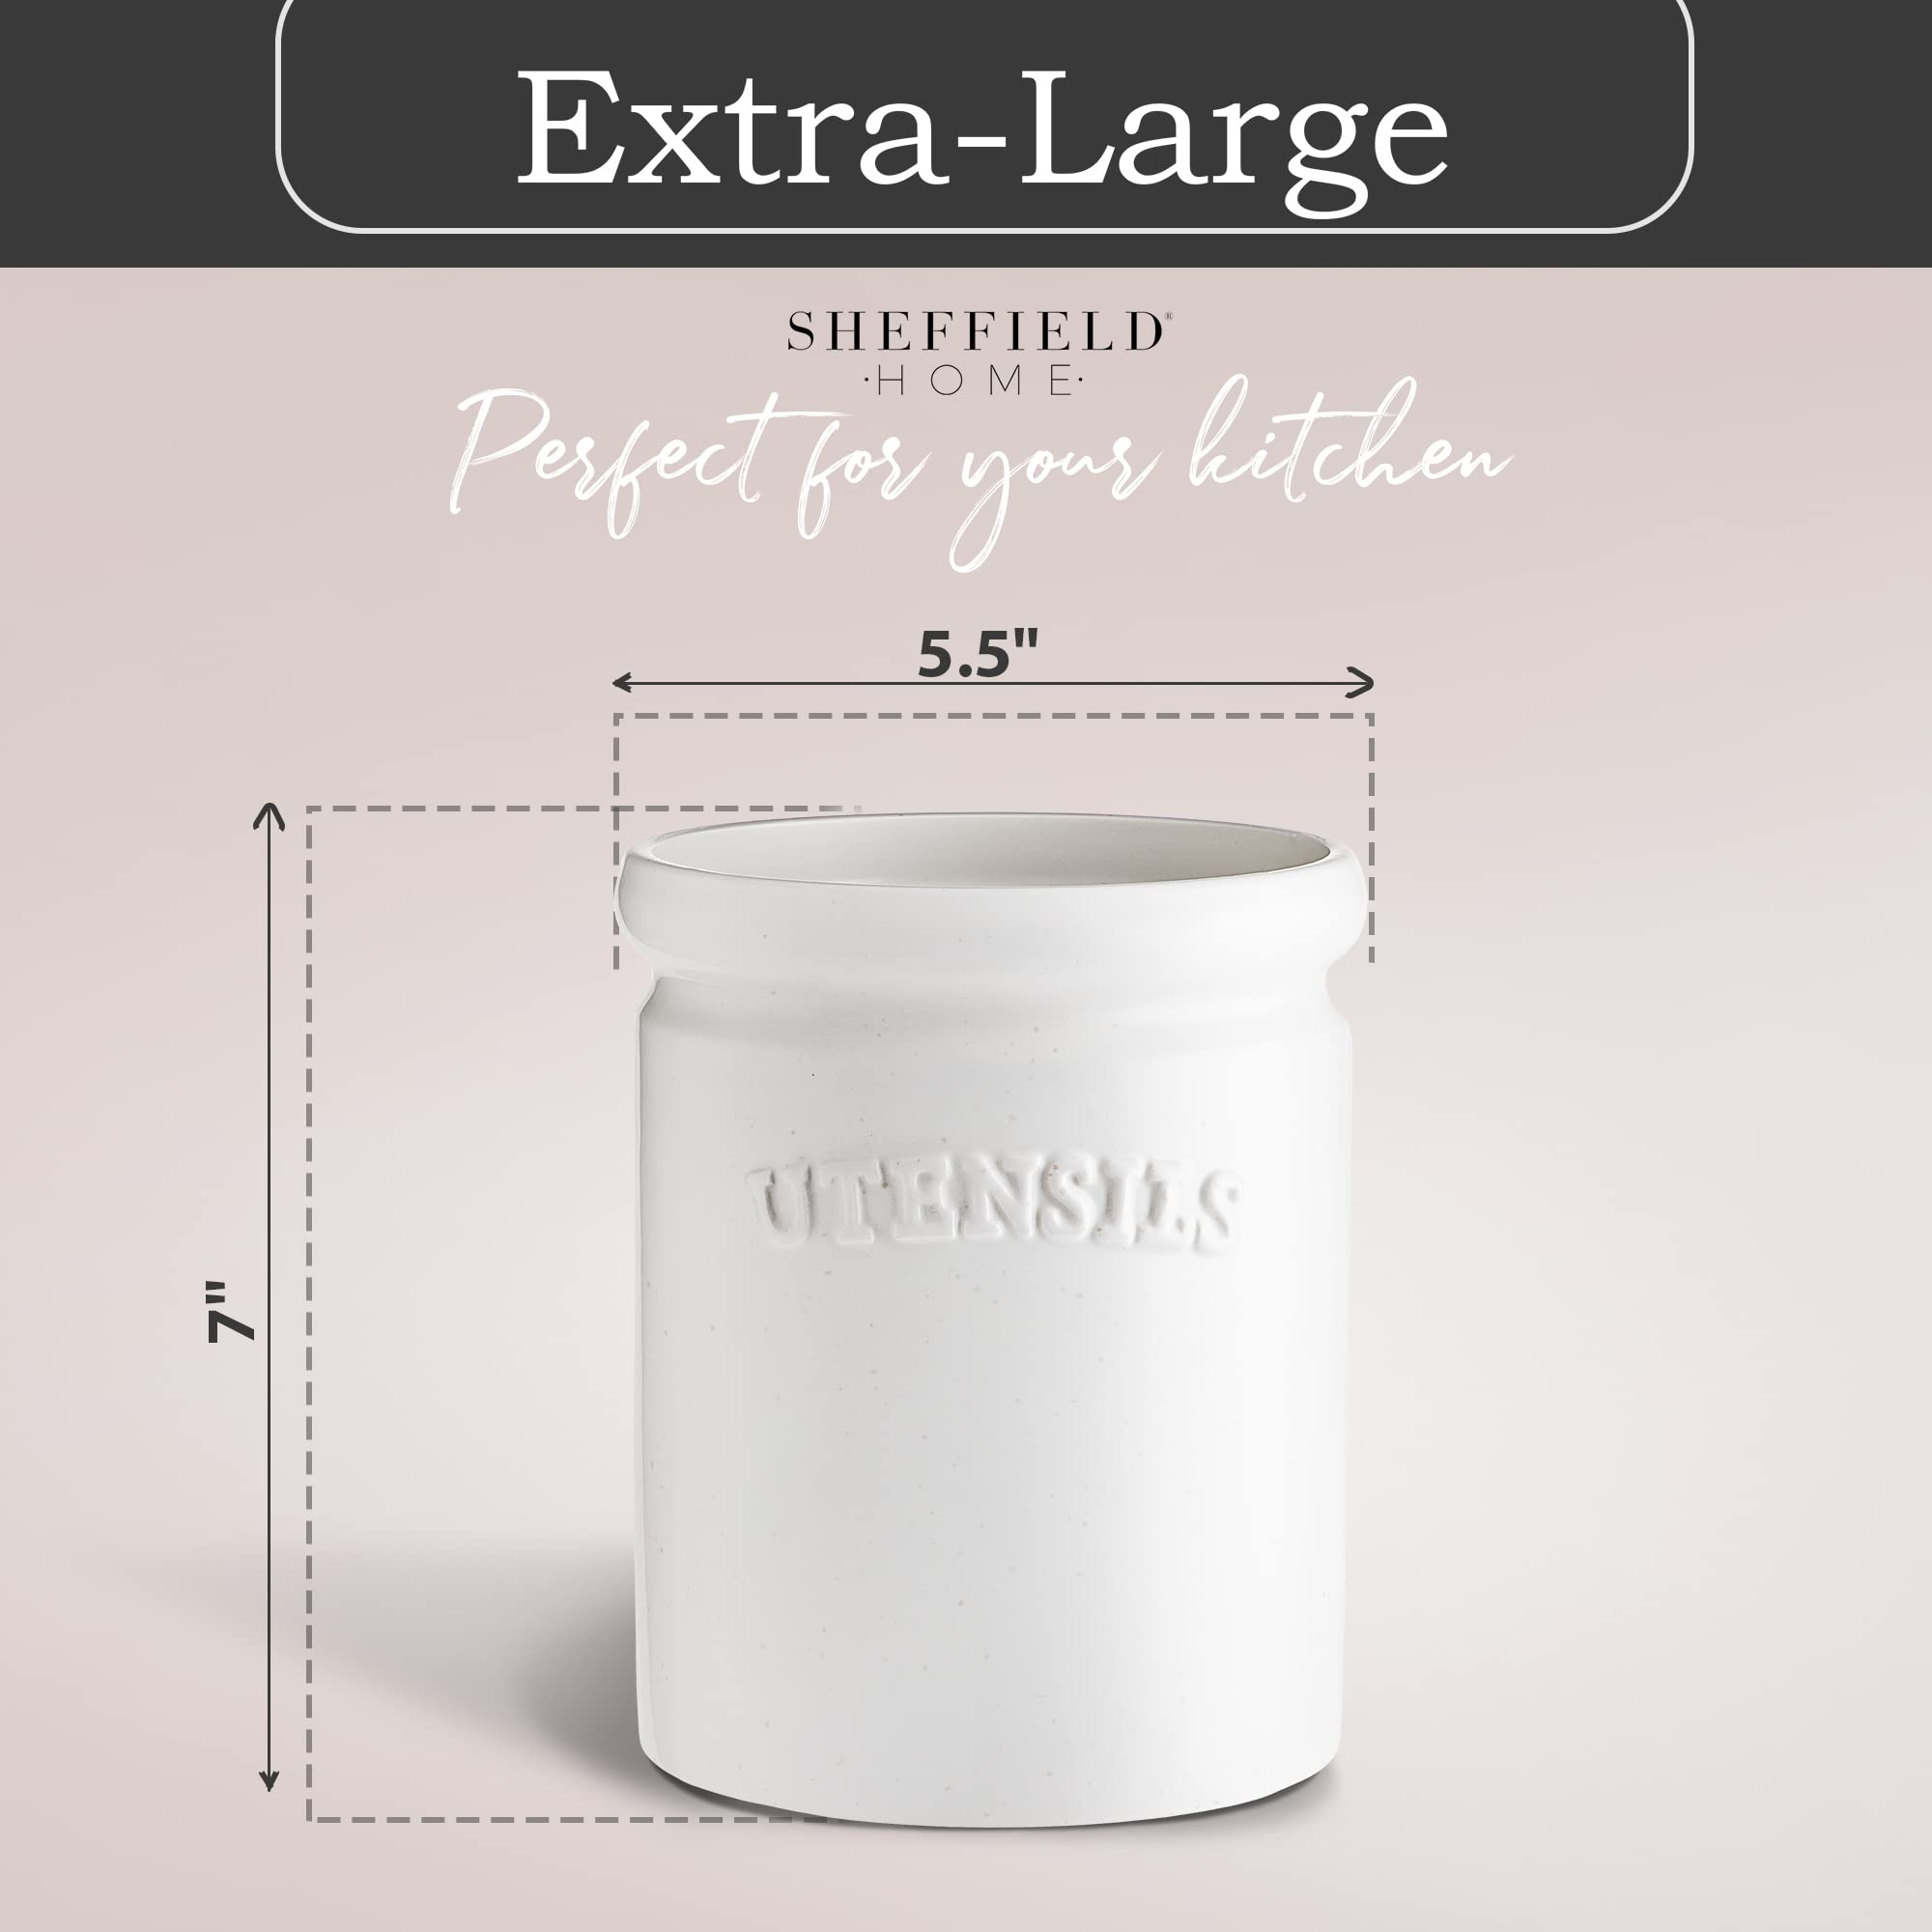 Extra-Large
SHEFFIELD®
·HOME·
Perfect for your kitchen
5.5"
7"
UTENSILS